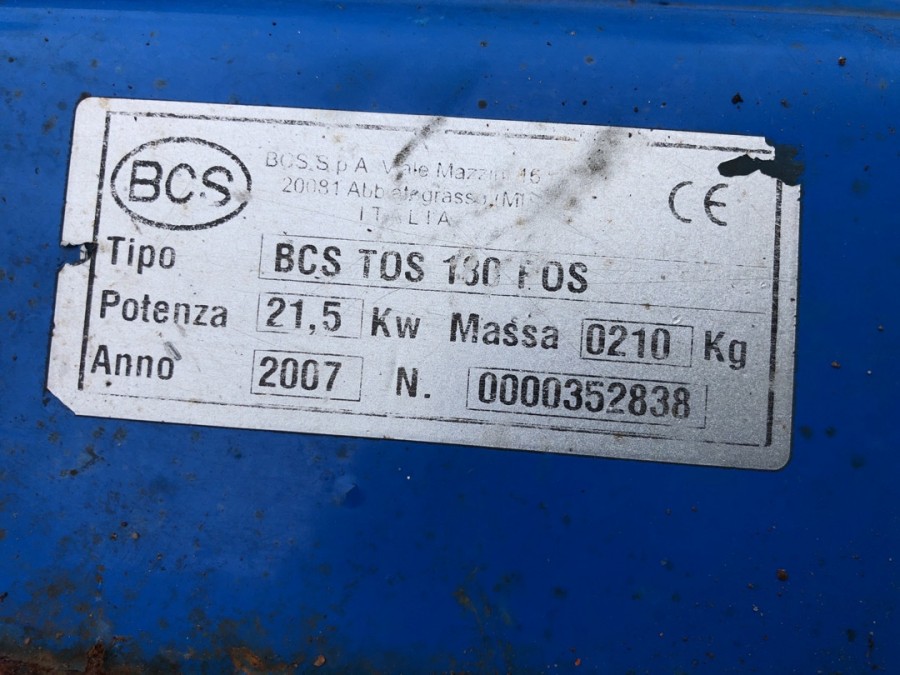 BCS
BCS S.p.A. Viale Mazzini 161
20081 Abbiategrasso (MI)
ITALIA
CE
Tipo BCS TOS 130 FOS
Potenza 21,5 Kw Massa 0210 Kg
Anno 2007 N. 0000352838